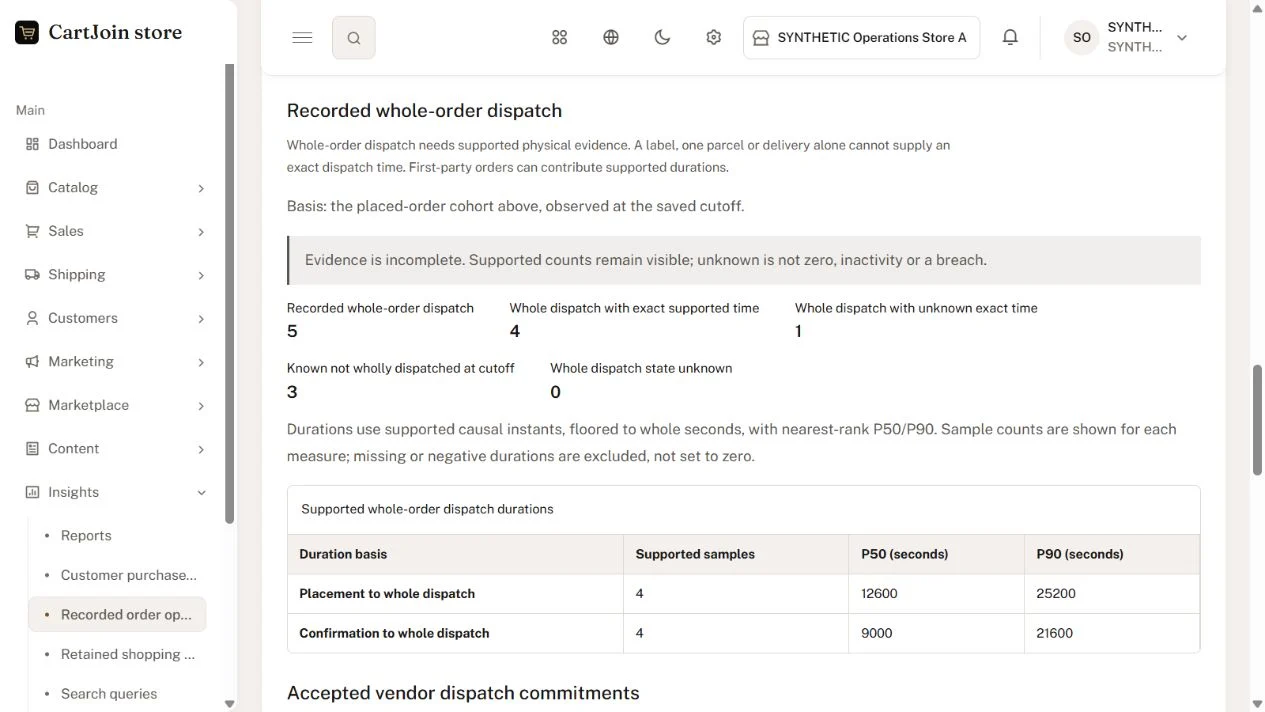 CartJoin store
SYNTHETIC Operations Store A
SO
SYNTH...
SYNTH...
Main
Dashboard
Catalog
Sales
Shipping
Customers
Marketing
Marketplace
Content
Insights
Reports
Customer purchase...
Recorded order op...
Retained shopping ...
Search queries
Recorded whole-order dispatch
Whole-order dispatch needs supported physical evidence. A label, one parcel or delivery alone cannot supply an
exact dispatch time. First-party orders can contribute supported durations.
Basis: the placed-order cohort above, observed at the saved cutoff.
Evidence is incomplete. Supported counts remain visible; unknown is not zero, inactivity or a breach.
Recorded whole-order dispatch
5
Whole dispatch with exact supported time
4
Whole dispatch with unknown exact time
1
Known not wholly dispatched at cutoff
3
Whole dispatch state unknown
0
Durations use supported causal instants, floored to whole seconds, with nearest-rank P50/P90. Sample counts are shown for each
measure; missing or negative durations are excluded, not set to zero.
Supported whole-order dispatch durations
Duration basis Supported samples P50 (seconds) P90 (seconds)
Placement to whole dispatch 4 12600 25200
Confirmation to whole dispatch 4 9000 21600
Accepted vendor dispatch commitments